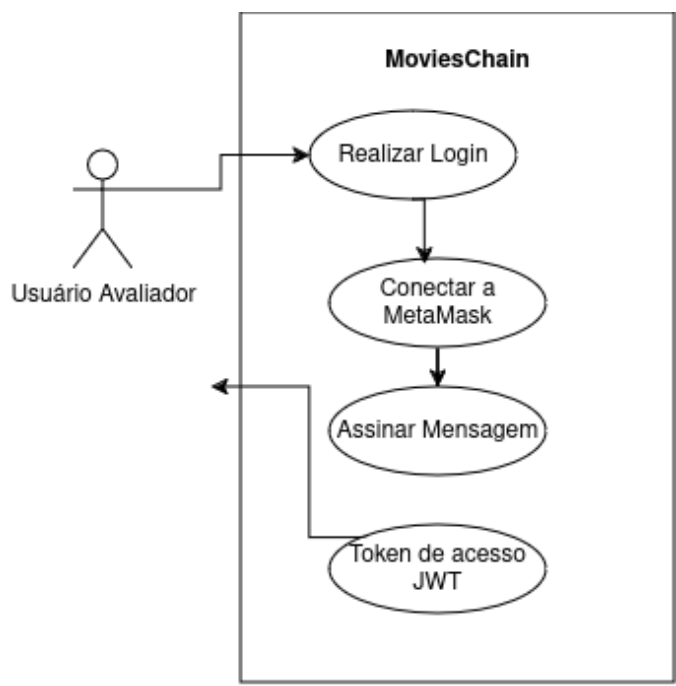 MoviesChain
Realizar Login
Usuário Avaliador
Conectar a
MetaMask
Assinar Mensagem
Token de acesso
JWT